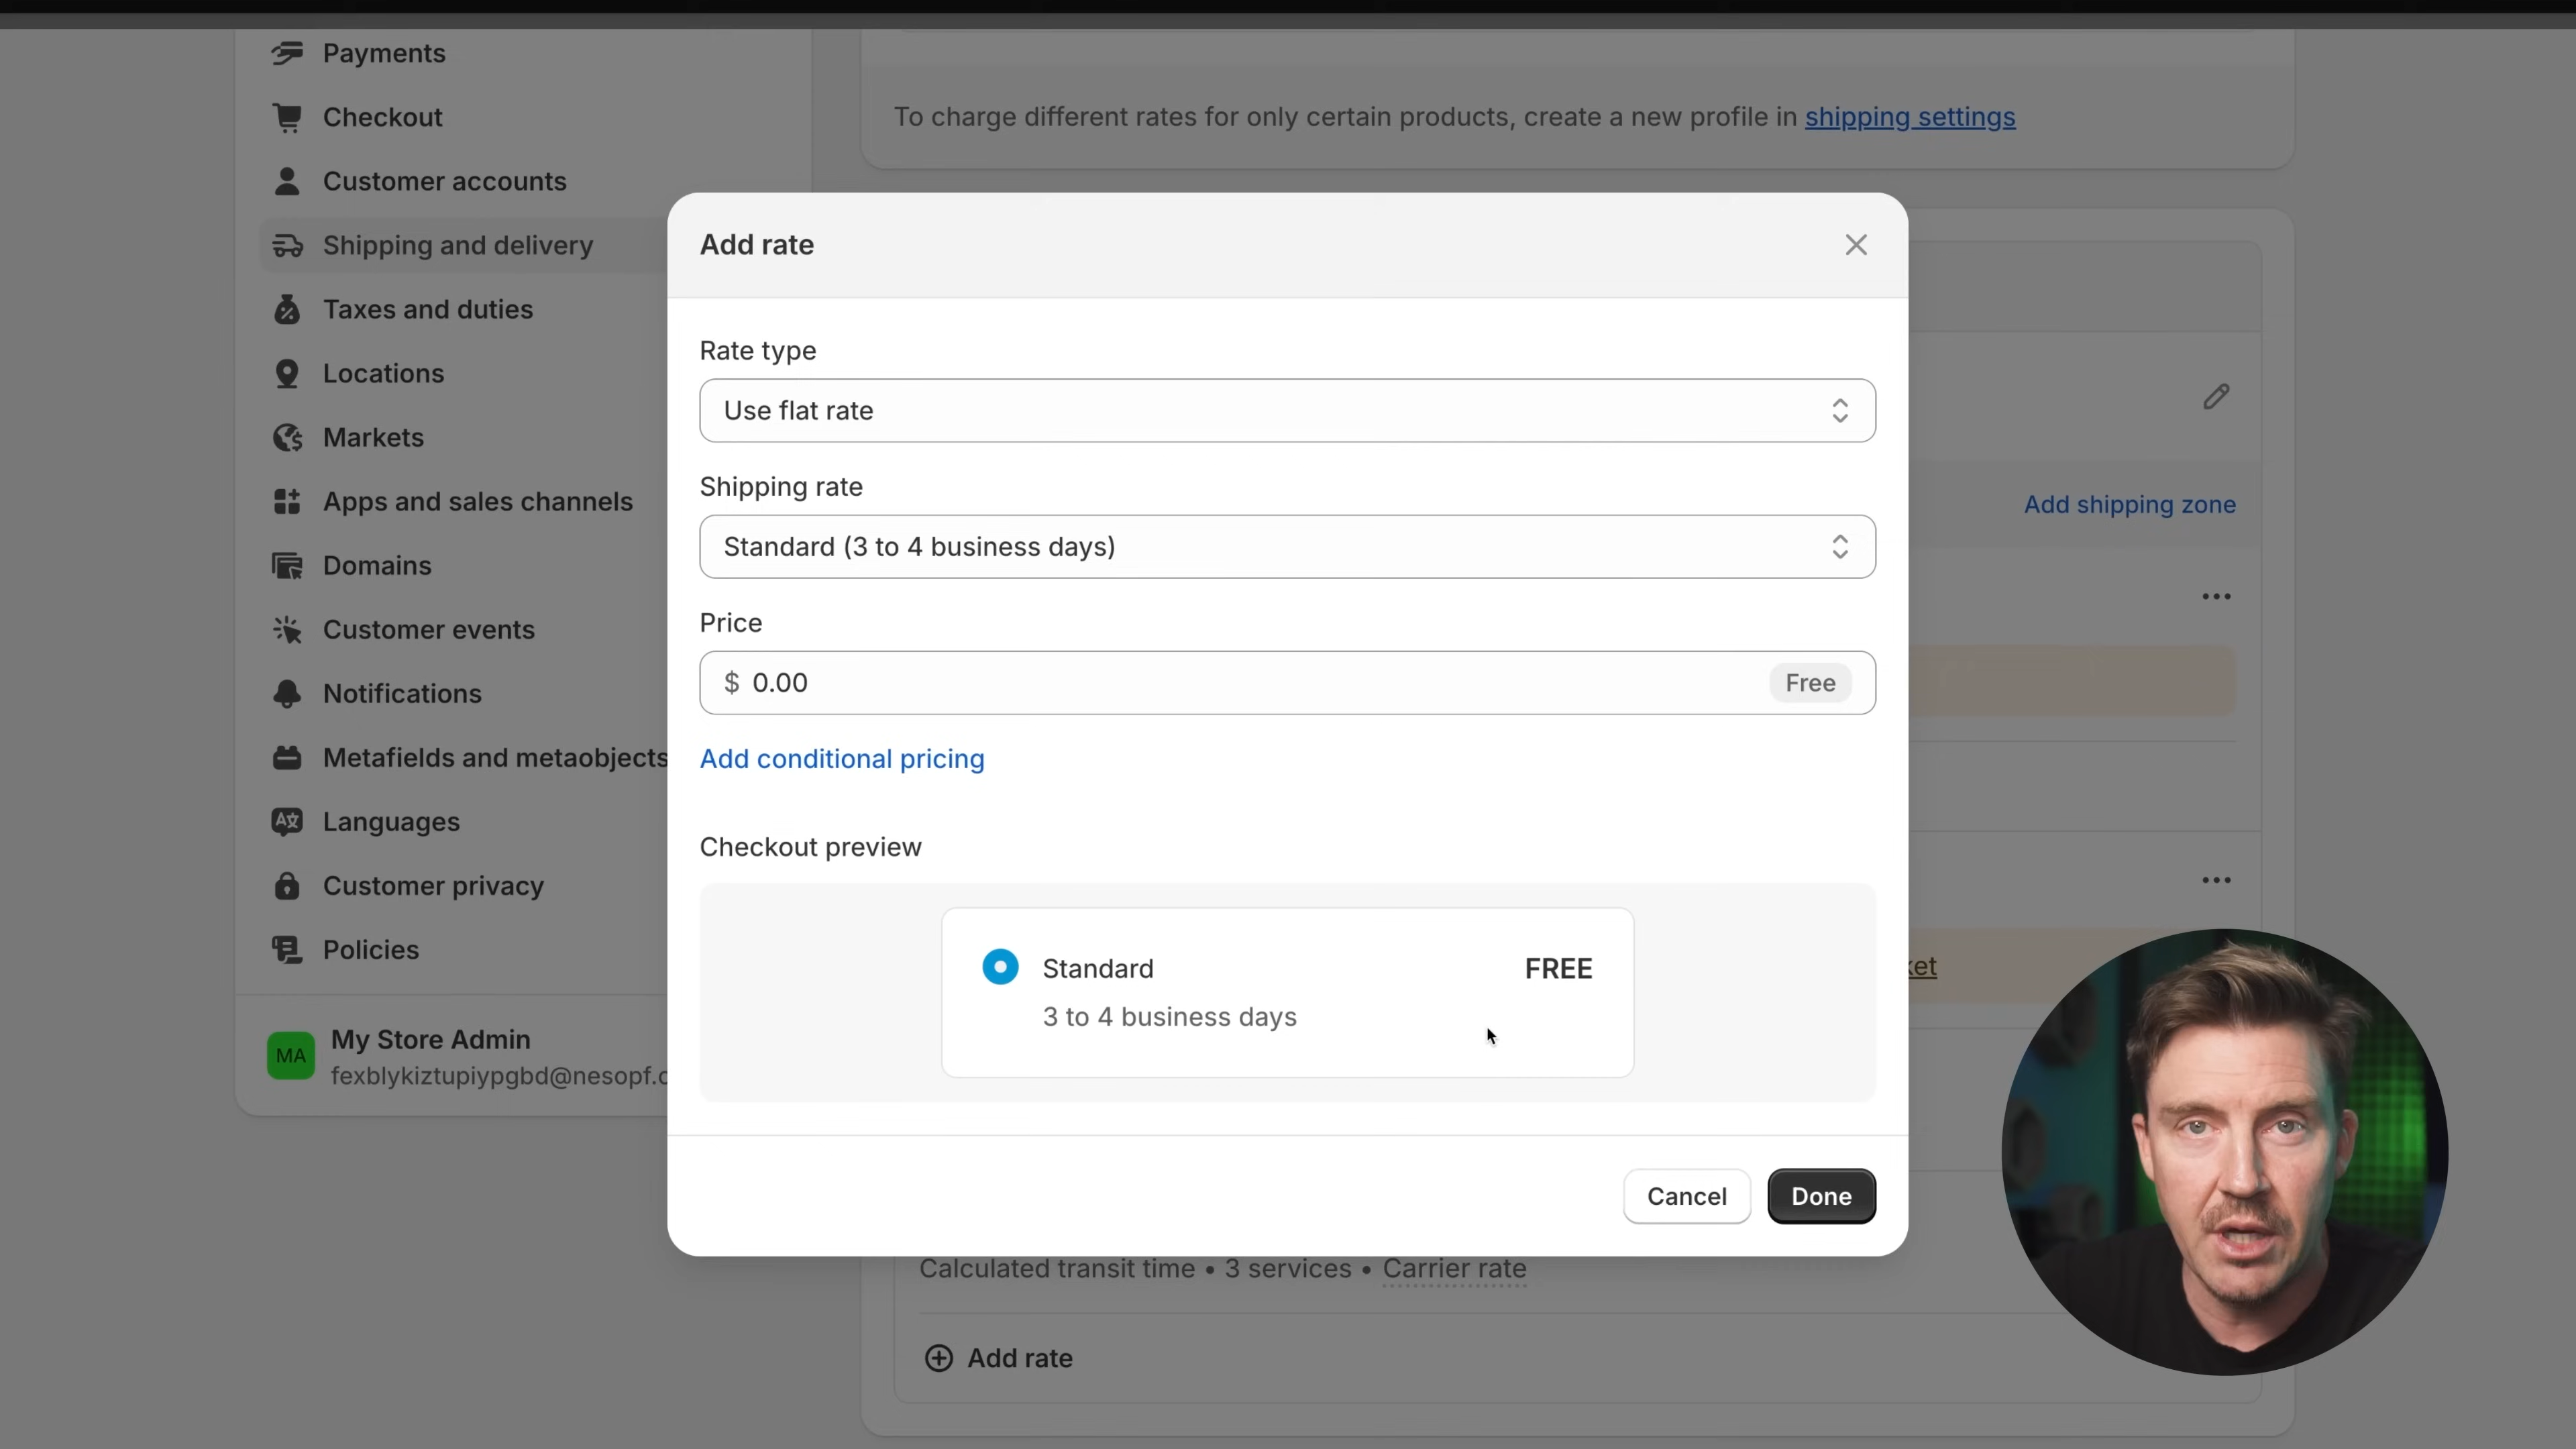 Payments
Checkout
Customer accounts
Shipping and delivery
Taxes and duties
Locations
Markets
Apps and sales channels
Domains
Customer events
Notifications
Metafields and metaobjects
Languages
Customer privacy
Policies
MA
My Store Admin
fexblykiztupiypgbd@nesopf.c
To charge different rates for only certain products, create a new profile in shipping settings
Add shipping zone
Add rate
Rate type
Use flat rate
Shipping rate
Standard (3 to 4 business days)
Price
$ 0.00 Free
Add conditional pricing
Checkout preview
Standard FREE
3 to 4 business days
Cancel Done
Calculated transit time • 3 services • Carrier rate
Add rate